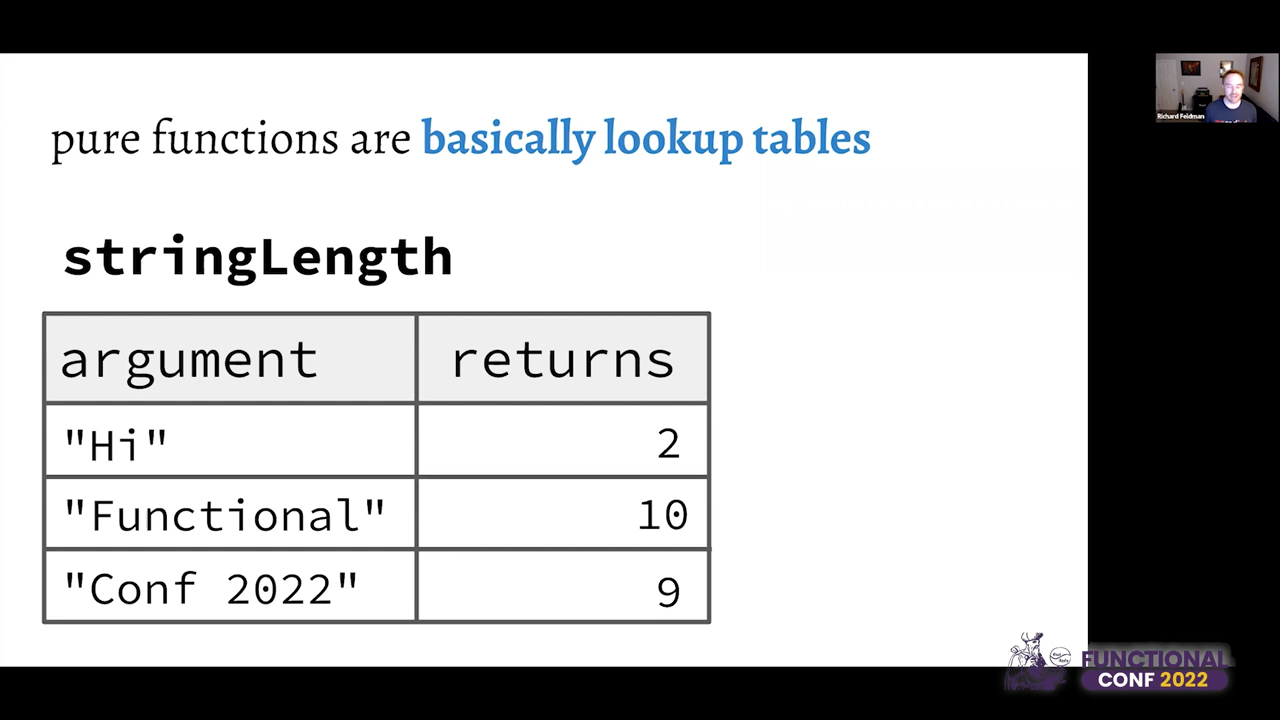 pure functions are basically lookup tables
Richard Feldman
stringLength
argument returns
"Hi" 2
"Functional" 10
"Conf 2022" 9
FUNCTIONAL
CONF 2022